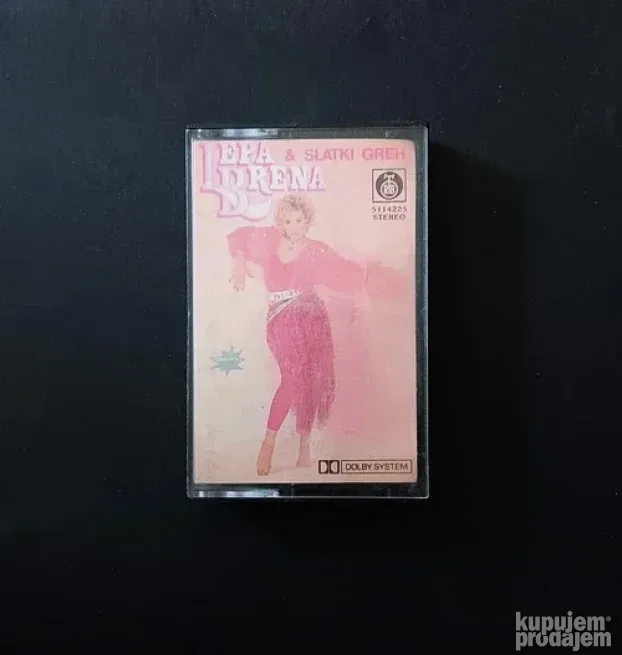 LEPA & SLATKI GREH
BRENA
5114225
STEREO
DOLBY SYSTEM
kupujem®
prodajem